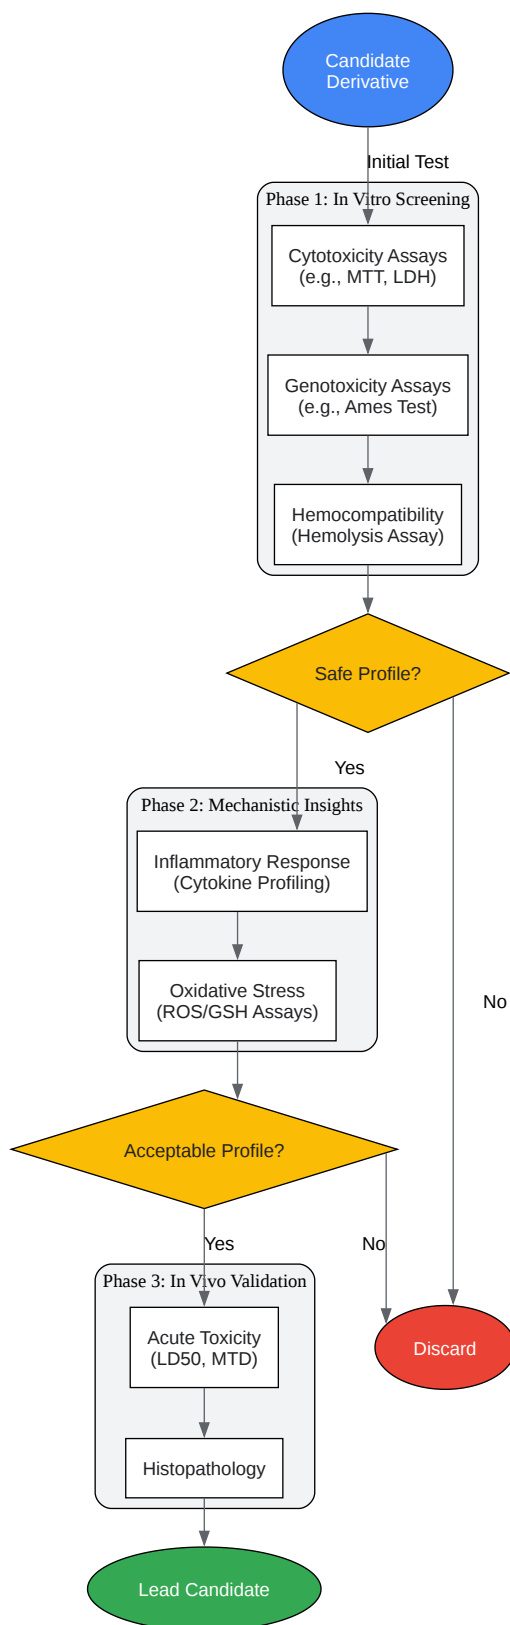 Candidate
Derivative
Initial Test
Phase 1: In Vitro Screening
Cytotoxicity Assays
(e.g., MTT, LDH)
Genotoxicity Assays
(e.g., Ames Test)
Hemocompatibility
(Hemolysis Assay)
Safe Profile?
Yes
Phase 2: Mechanistic Insights
Inflammatory Response
(Cytokine Profiling)
Oxidative Stress
(ROS/GSH Assays)
No
Acceptable Profile?
Yes
No
Phase 3: In Vivo Validation
Acute Toxicity
(LD50, MTD)
Discard
Histopathology
Lead Candidate